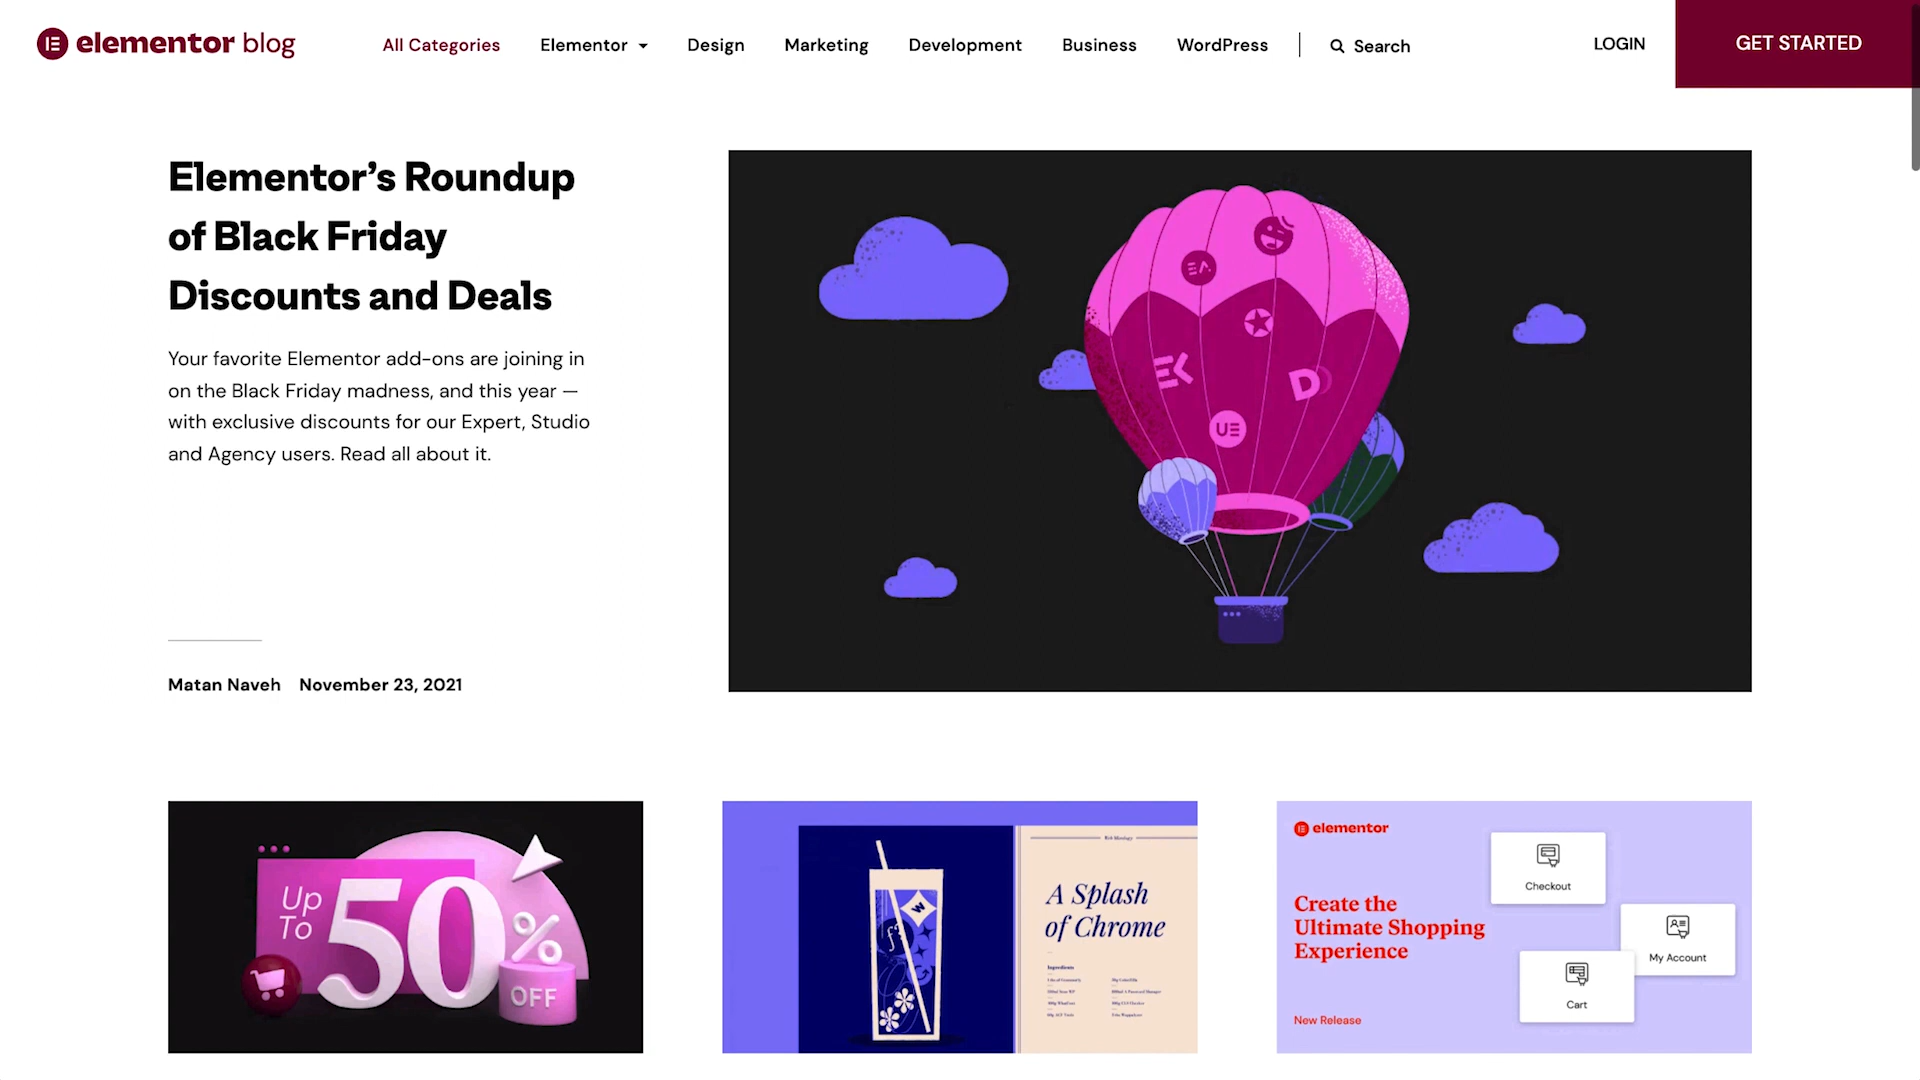 elementor blog
All Categories
Elementor
Design
Marketing
Development
Business
WordPress
Search
LOGIN
GET STARTED
Elementor’s Roundup
of Black Friday
Discounts and Deals
Your favorite Elementor add-ons are joining in
on the Black Friday madness, and this year —
with exclusive discounts for our Expert, Studio
and Agency users. Read all about it.
Matan Naveh
November 23, 2021
Up
To
50%
OFF
A Splash
of Chrome
Ingredients
elementor
Create the
Ultimate Shopping
Experience
New Release
Checkout
My Account
Cart